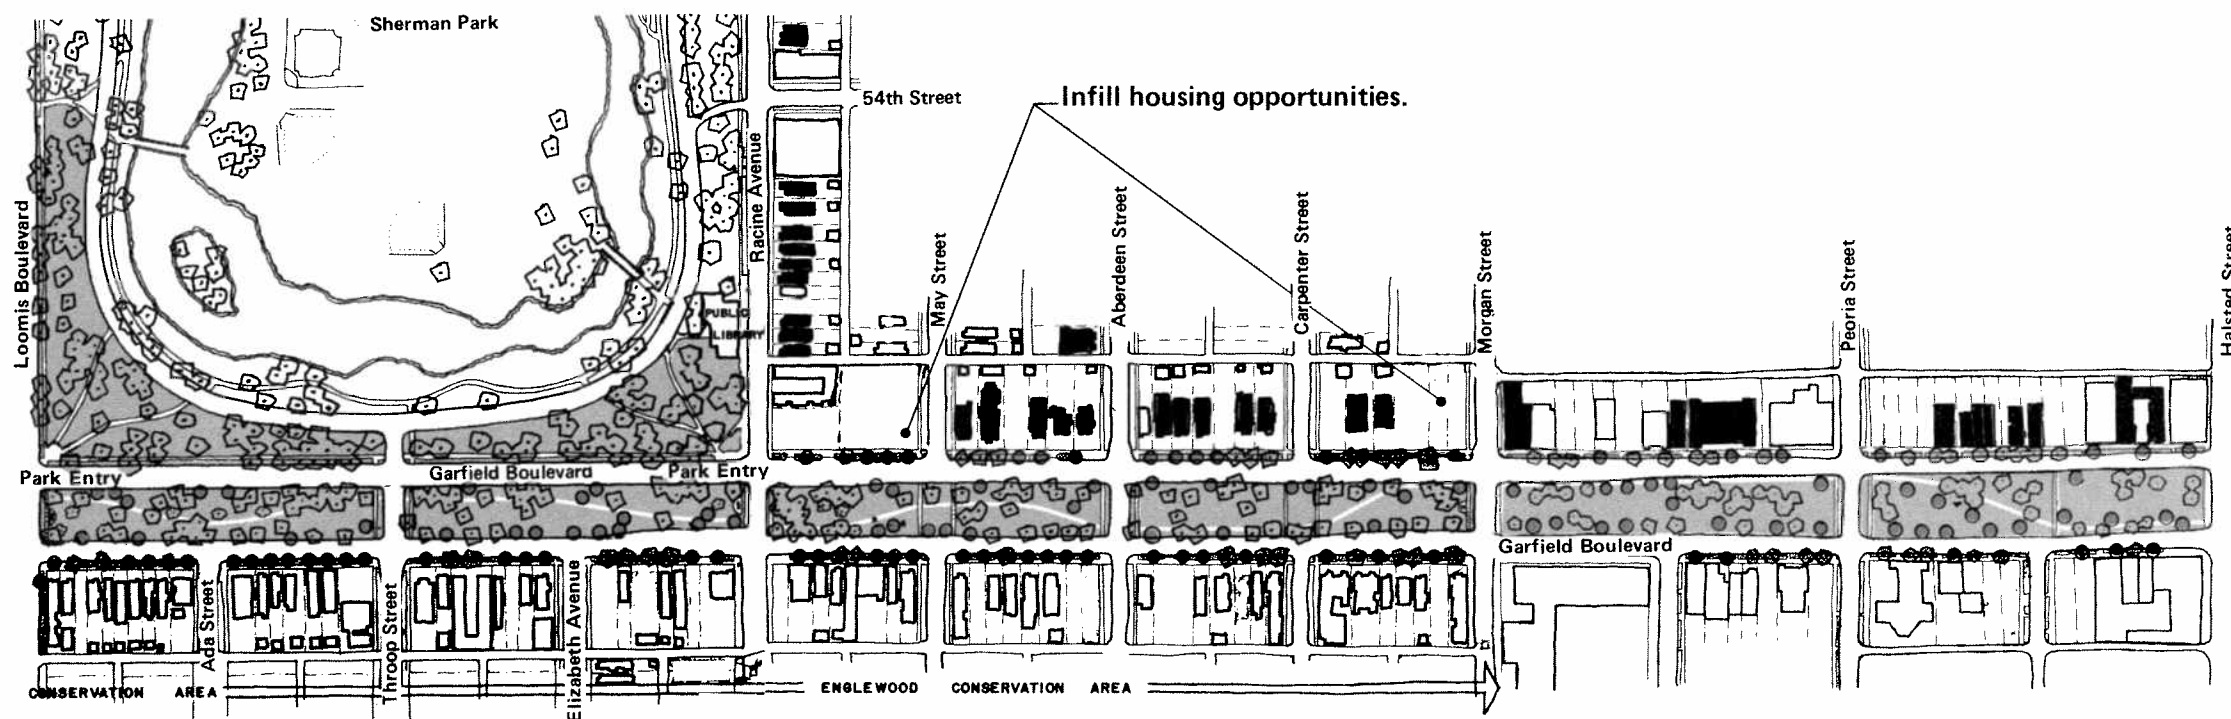 Sherman Park
54th Street
Infill housing opportunities.
Loomis Boulevard
Racine Avenue
May Street
Aberdeen Street
Carpenter Street
Morgan Street
Peoria Street
Halsted Street
PUBLIC
LIBRARY
Park Entry
Garfield Boulevard
Park Entry
Garfield Boulevard
Ada Street
Throop Street
Elizabeth Avenue
CONSERVATION AREA
ENGLEWOOD CONSERVATION AREA